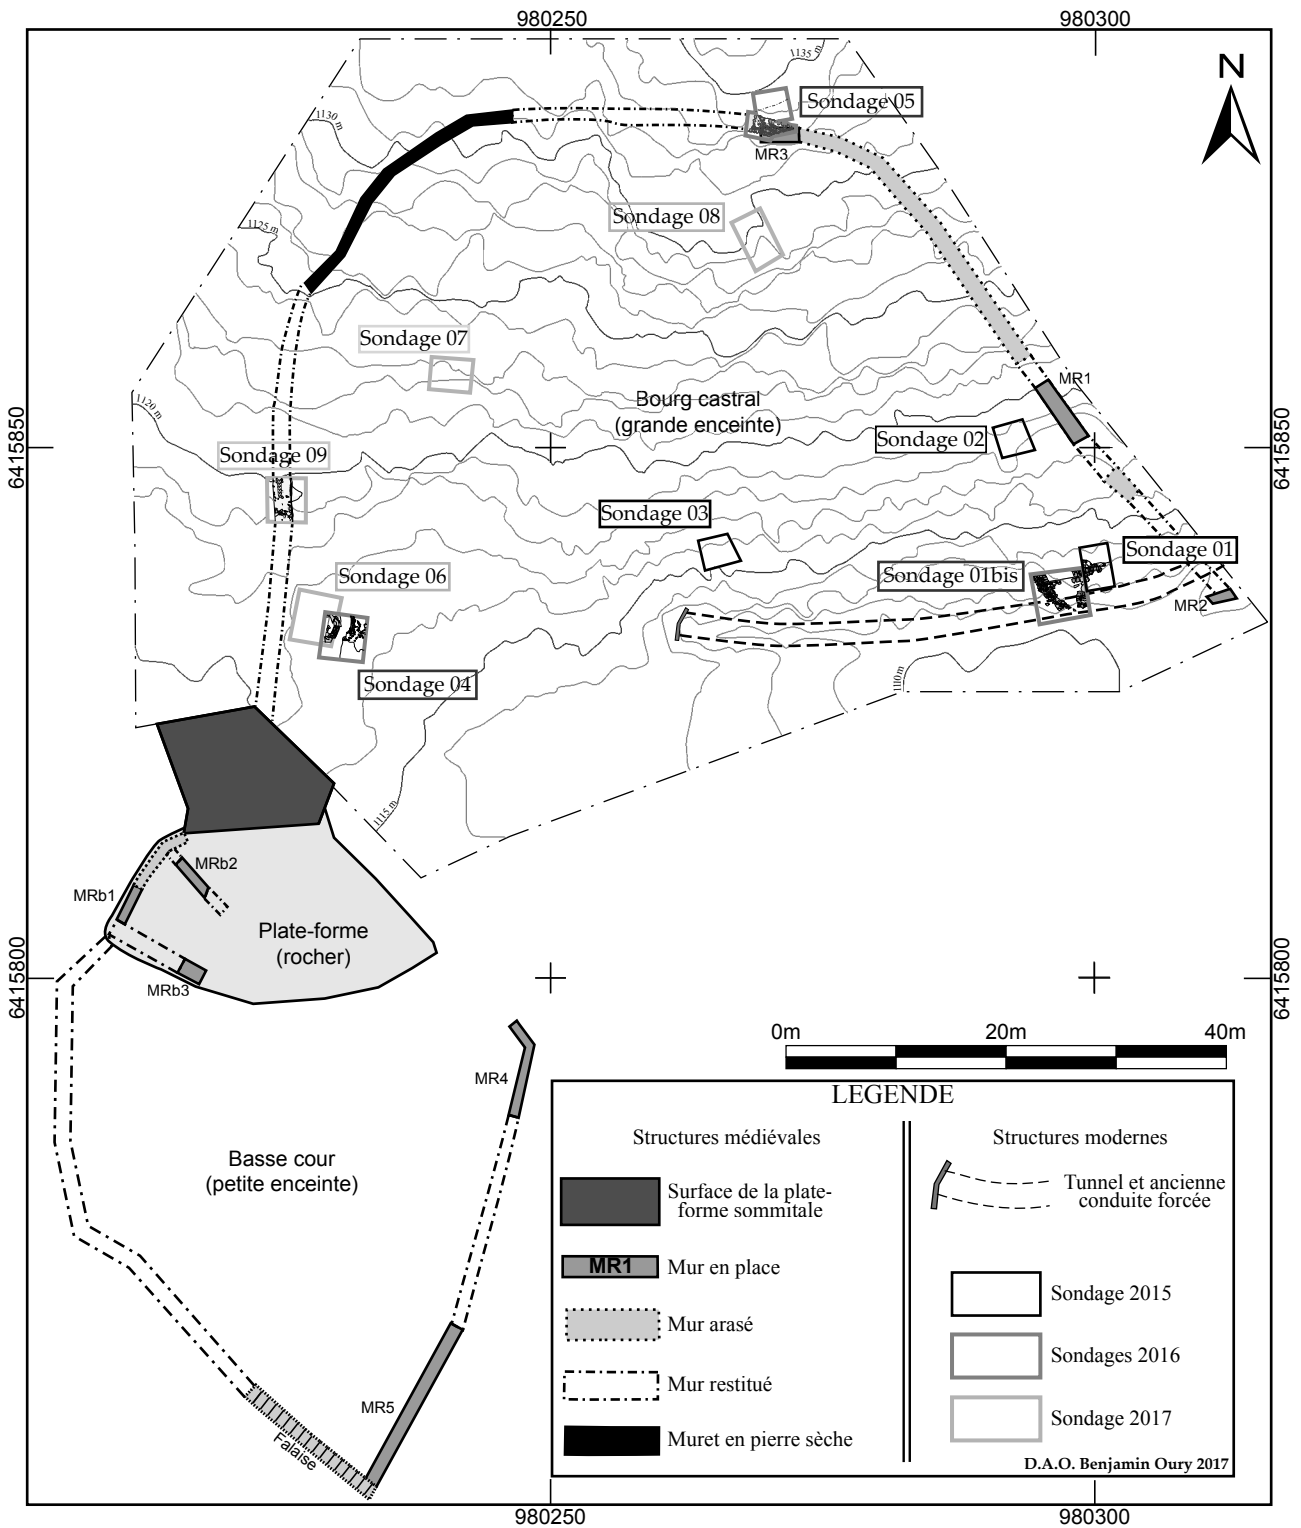 980250
980300
N
1135 m
Sondage 05
1130 m
MR3
Sondage 08
1125 m
Sondage 07
MR1
1120 m
Bourg castral
(grande enceinte)
Sondage 02
6415850
6415850
Sondage 09
Sondage 03
Sondage 01
Sondage 01bis
Sondage 06
MR2
Sondage 04
1110 m
1115 m
MRb2
MRb1
Plate-forme
(rocher)
MRb3
6415800
6415800
0m
20m
40m
MR4
Basse cour
(petite enceinte)
MR5
Falaise
LEGENDE
Structures médiévales
Surface de la plate-
forme sommitale
MR1
Mur en place
Mur arasé
Mur restitué
Muret en pierre sèche
Structures modernes
Tunnel et ancienne
conduite forcée
Sondage 2015
Sondages 2016
Sondage 2017
D.A.O. Benjamin Oury 2017
980250
980300